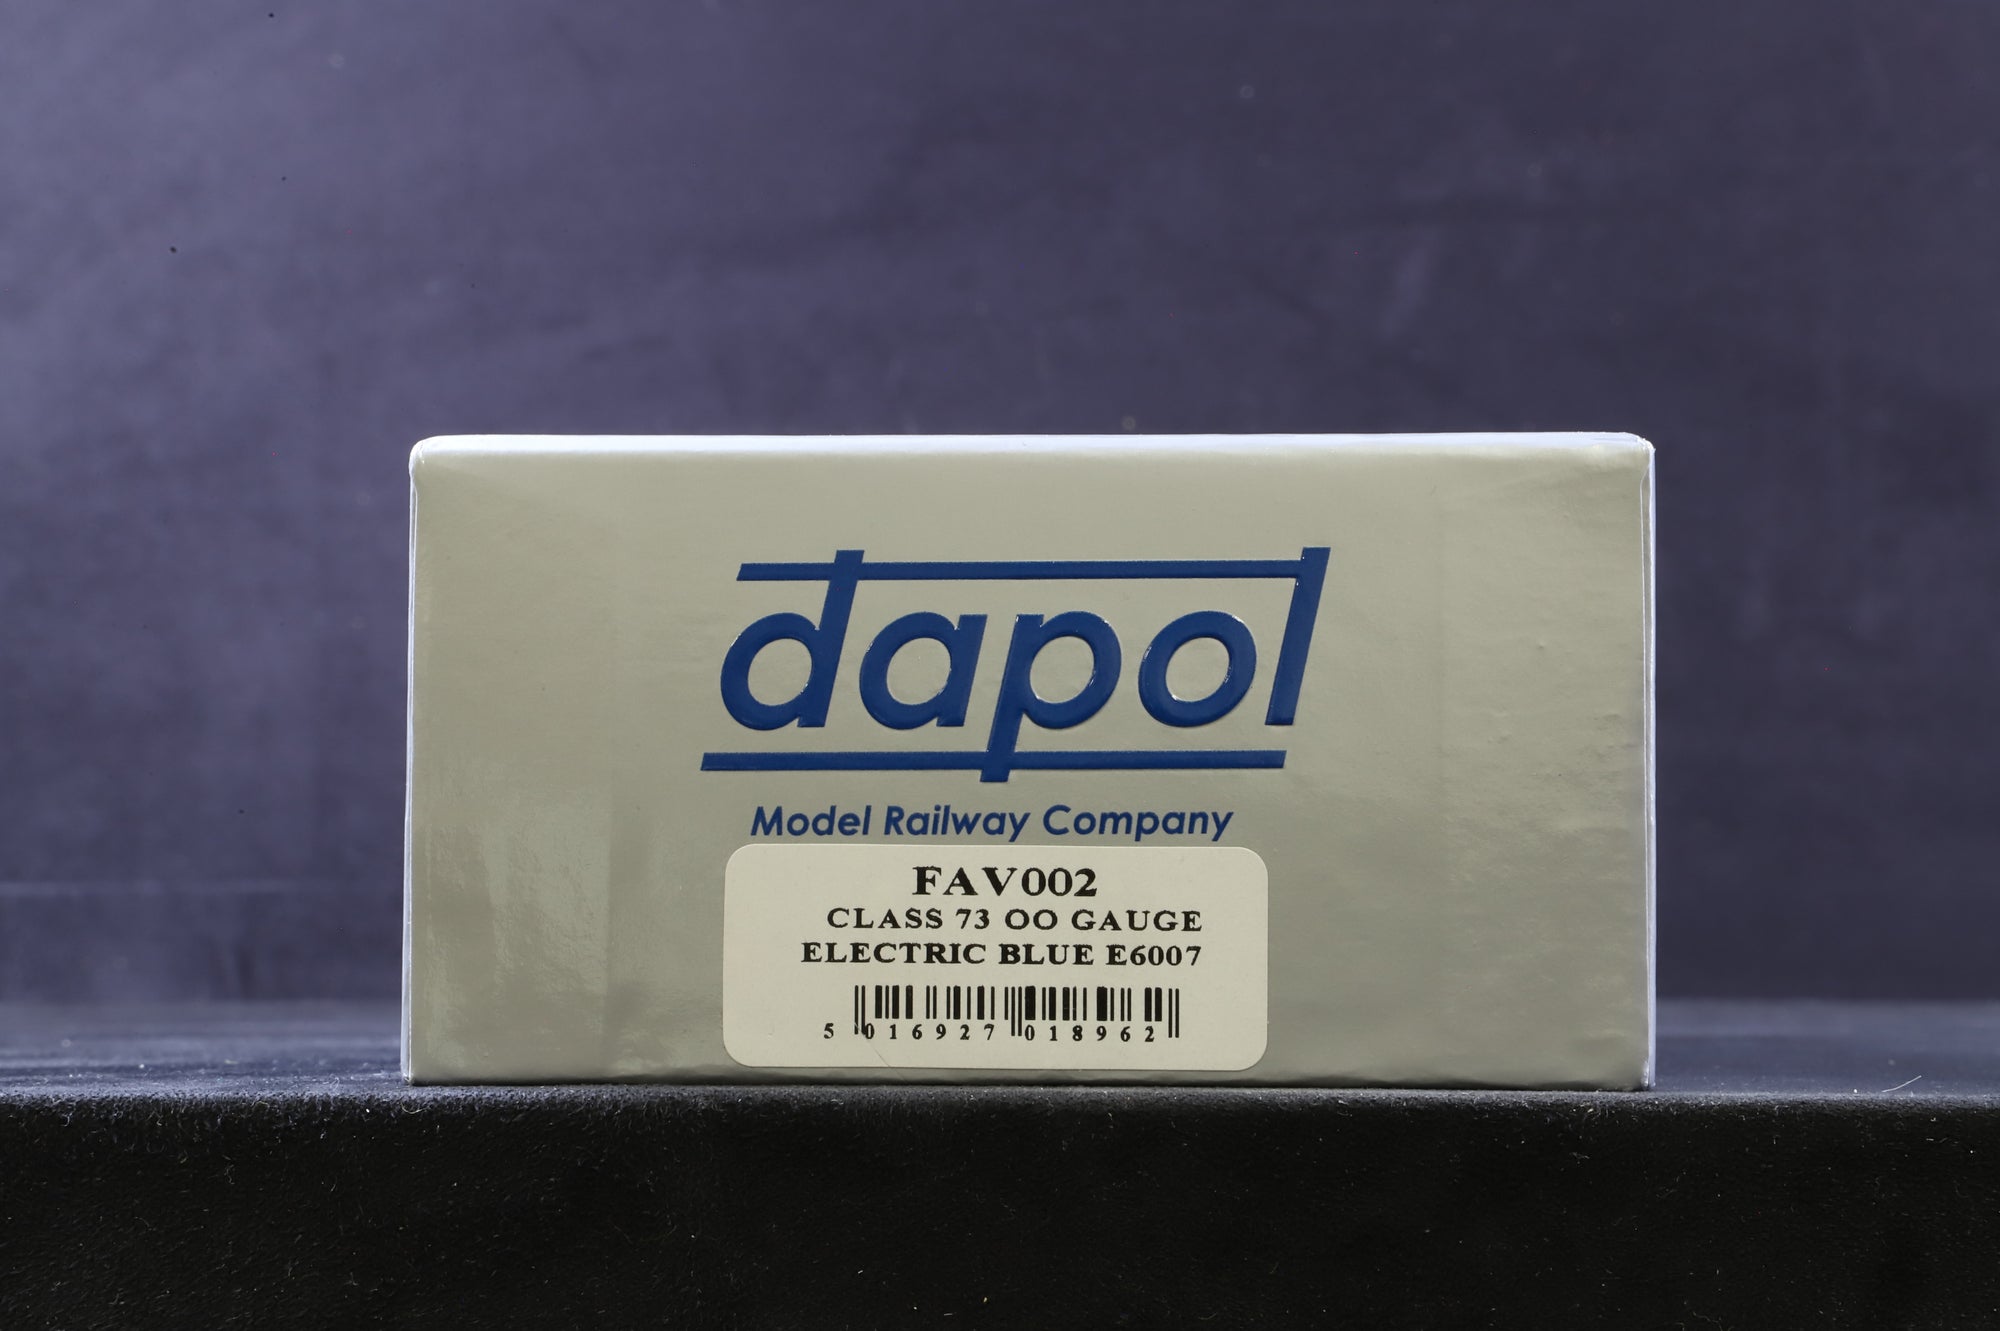 dapol
Model Railway Company
FAV002
CLASS 73 OO GAUGE
ELECTRIC BLUE E6007
5 016927 018962